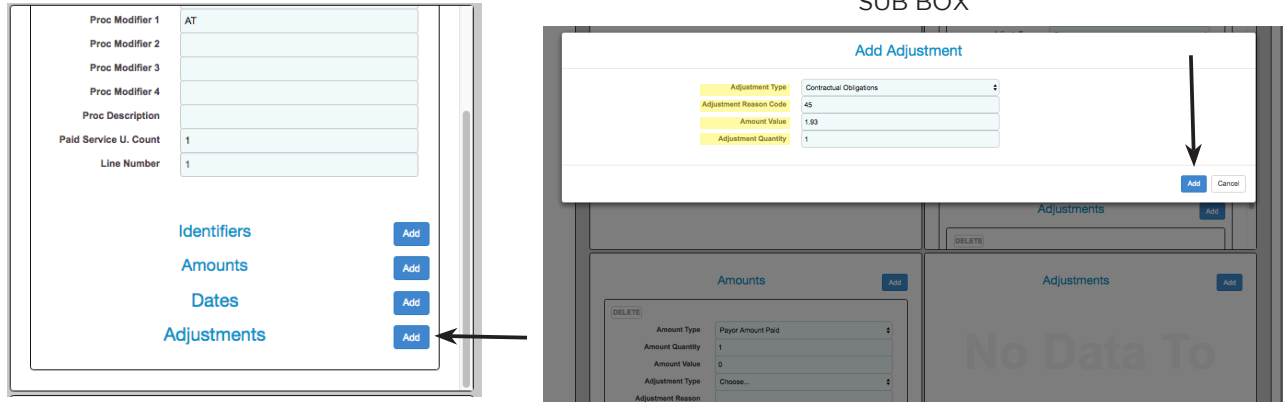 Proc Modifier 1 AT
Proc Modifier 2
Proc Modifier 3
Proc Modifier 4
Proc Description
Paid Service U. Count 1
Line Number 1
Identifiers Add
Amounts Add
Dates Add
Adjustments Add
SUB BOX
Add Adjustment
Adjustment Type Contractual Obligations
Adjustment Reason Code 45
Amount Value 1.93
Adjustment Quantity 1
Add Cancel
Adjustments Add
DELETE
Amounts Add
DELETE
Amount Type Payor Amount Paid
Amount Quantity 1
Amount Value 0
Adjustment Type Choose...
Adjustment Reason
Adjustments Add
No Data To